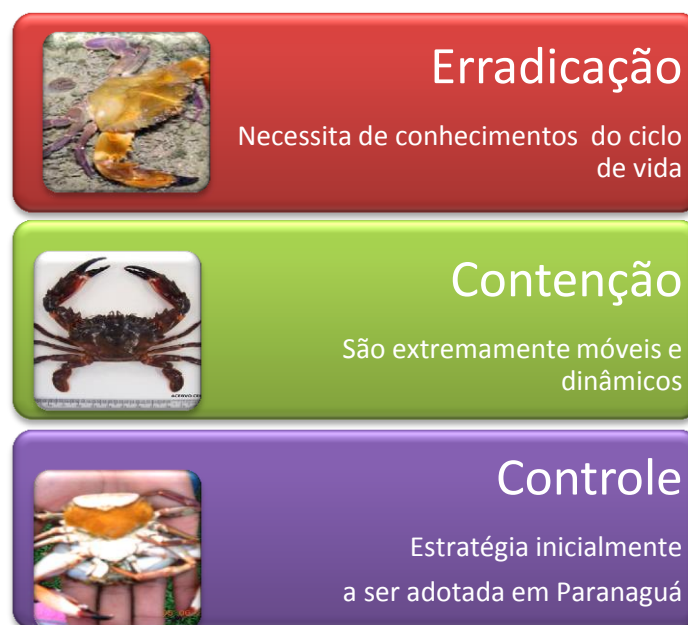 Erradicação
Necessita de conhecimentos do ciclo
de vida
Contenção
São extremamente móveis e
dinâmicos
Controle
Estratégia inicialmente
a ser adotada em Paranaguá